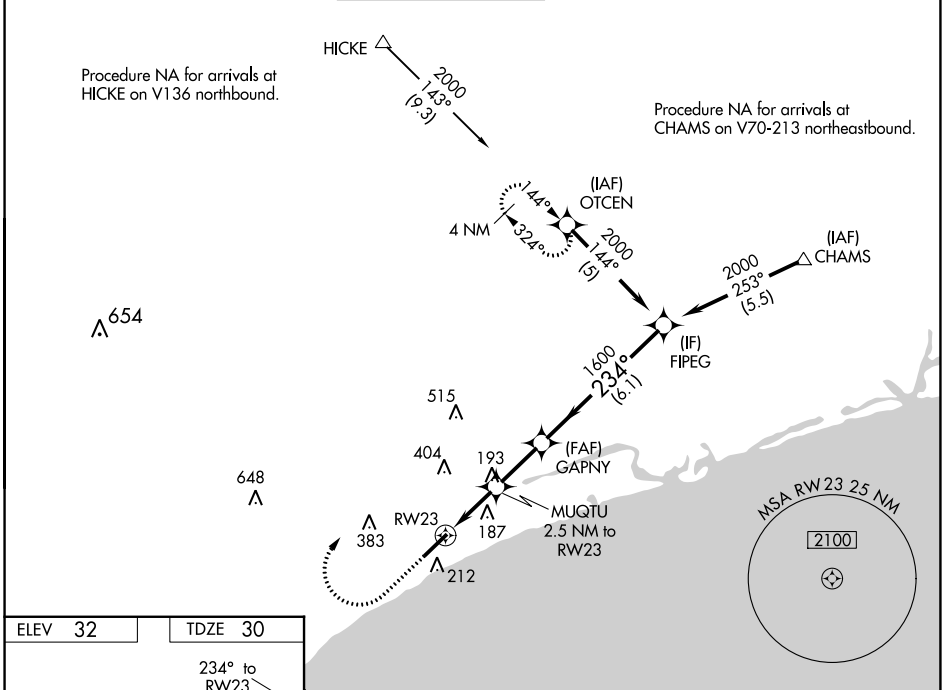 HICKE
2000
143°
(9.3)
Procedure NA for arrivals at
HICKE on V136 northbound.
Procedure NA for arrivals at
CHAMS on V70-213 northeastbound.
(IAF)
OTCEN
144°
324°
4 NM
2000
144°
(5)
(IAF)
CHAMS
2000
253°
(5.5)
(IF)
FIPEG
654
1600
234°
(6.1)
515
(FAF)
GAPNY
404
193
648
MUQTU
2.5 NM to
RW23
187
RW23
383
212
MSA RW23 25 NM
2100
ELEV 32
TDZE 30
234° to
RW23